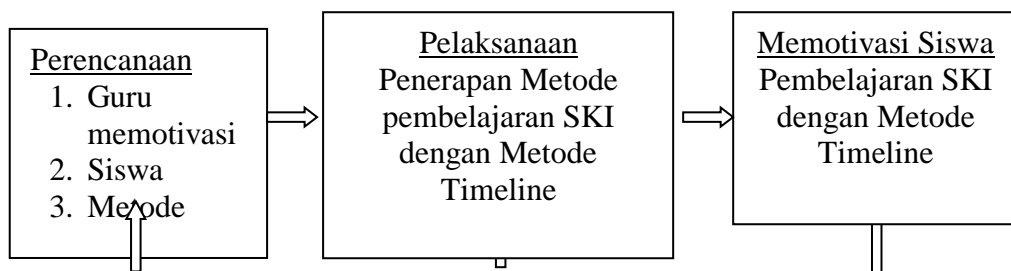 Perencanaan
1. Guru
memotivasi
2. Siswa
3. Metode
Pelaksanaan
Penerapan Metode
pembelajaran SKI
dengan Metode
Timeline
Memotivasi Siswa
Pembelajaran SKI
dengan Metode
Timeline